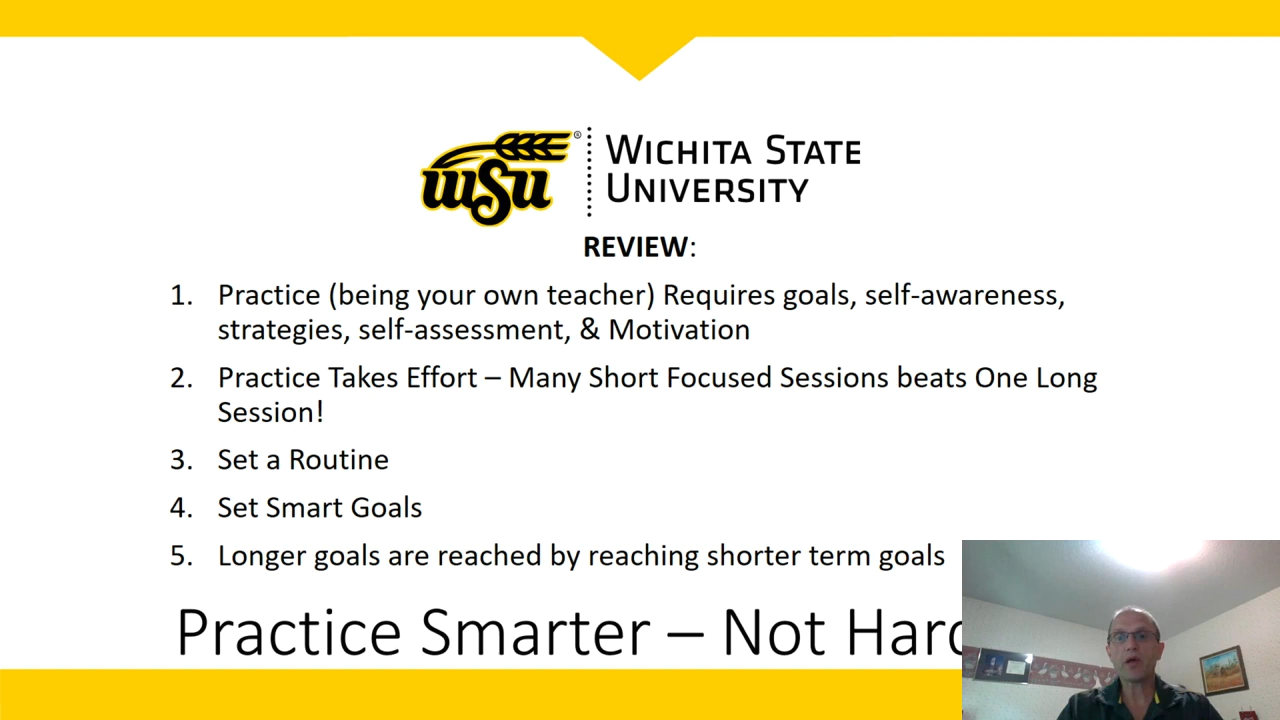 WSU
®
WICHITA STATE
UNIVERSITY
REVIEW:
1. Practice (being your own teacher) Requires goals, self-awareness,
strategies, self-assessment, & Motivation
2. Practice Takes Effort – Many Short Focused Sessions beats One Long
Session!
3. Set a Routine
4. Set Smart Goals
5. Longer goals are reached by reaching shorter term goals
Practice Smarter – Not